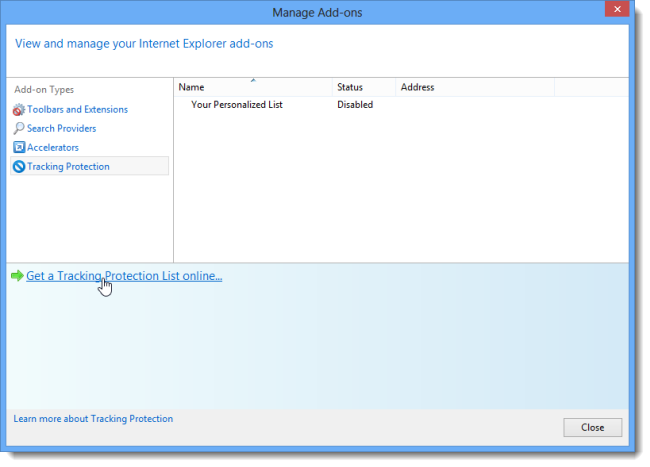 Manage Add-ons
View and manage your Internet Explorer add-ons
Add-on Types
Toolbars and Extensions
Search Providers
Accelerators
Tracking Protection
Name Status Address
Your Personalized List Disabled
Get a Tracking Protection List online...
Learn more about Tracking Protection
Close